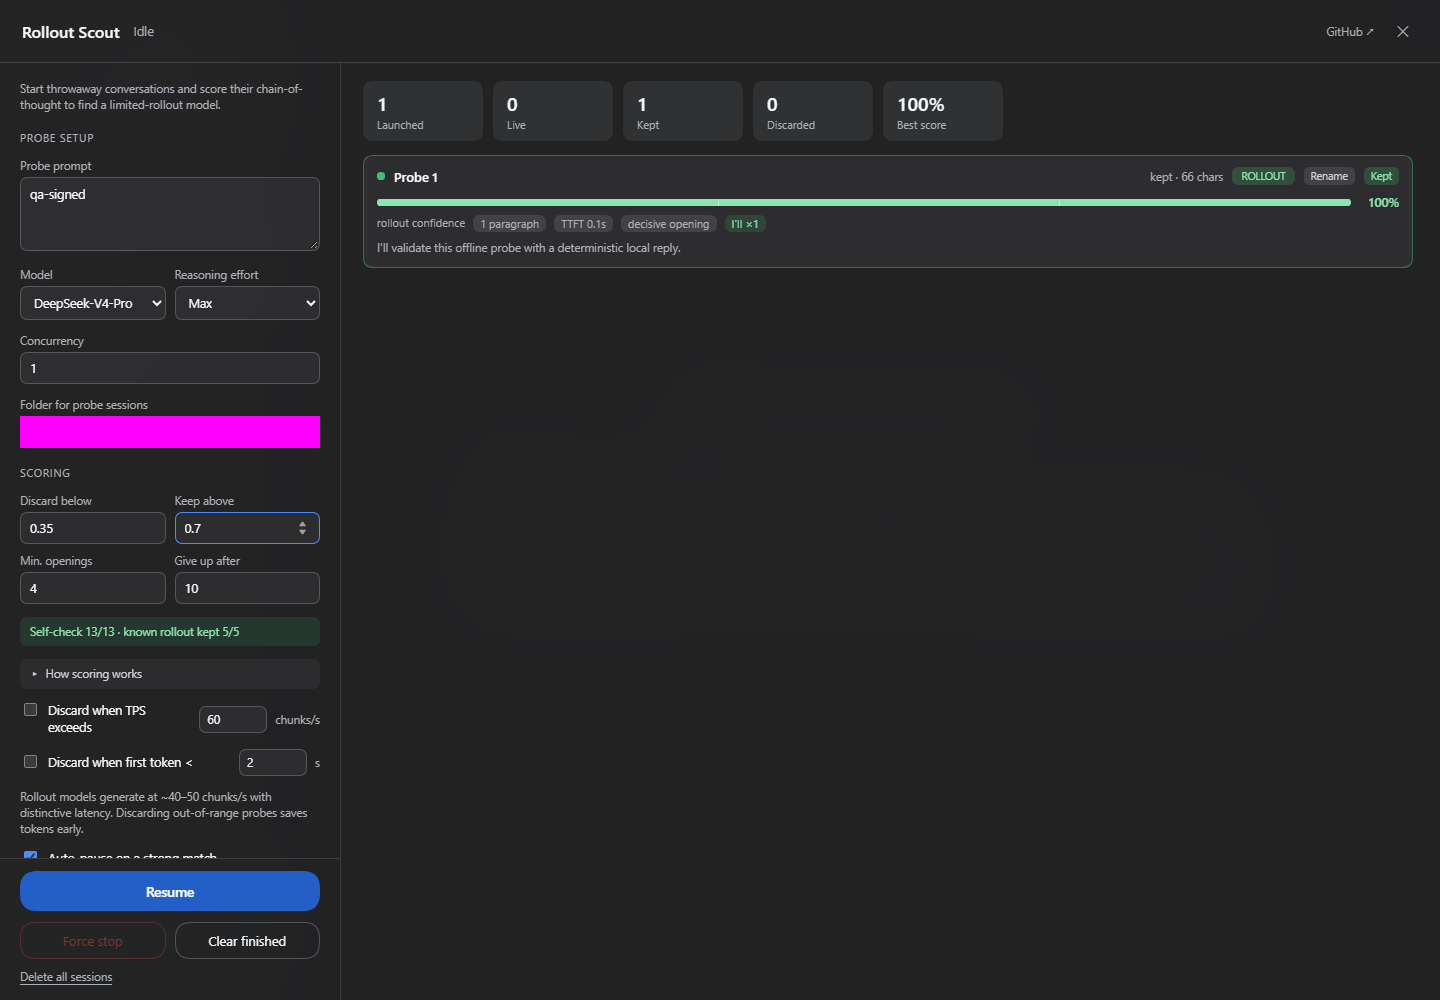 Rollout Scout Idle
GitHub ↗
Start throwaway conversations and score their chain-of-
thought to find a limited-rollout model.
PROBE SETUP
Probe prompt
qa-signed
Model Reasoning effort
DeepSeek-V4-Pro Max
Concurrency
1
Folder for probe sessions
SCORING
Discard below Keep above
0.35 0.7
Min. openings Give up after
4 10
Self-check 13/13 · known rollout kept 5/5
▸ How scoring works
Discard when TPS
exceeds
60 chunks/s
Discard when first token < 2 s
Rollout models generate at ~40–50 chunks/s with
distinctive latency. Discarding out-of-range probes saves
tokens early.
Auto-pause on a strong match
Resume
Force stop Clear finished
Delete all sessions
1 0 1 0 100%
Launched Live Kept Discarded Best score
Probe 1 kept · 66 chars ROLLOUT Rename Kept
100%
rollout confidence 1 paragraph TTFT 0.1s decisive opening I'll ×1
I'll validate this offline probe with a deterministic local reply.